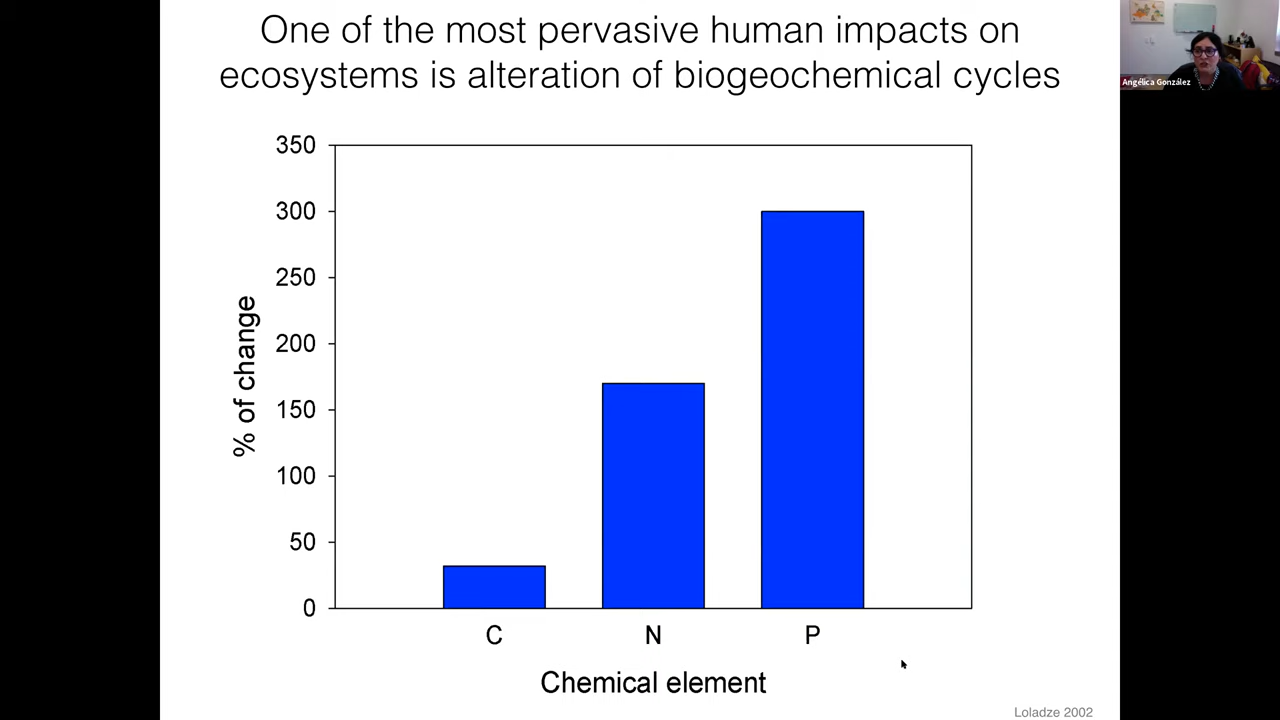 One of the most pervasive human impacts on
ecosystems is alteration of biogeochemical cycles
Angélica González
350
300
250
200
150
100
50
0
% of change
C N P
Chemical element
Loladze 2002